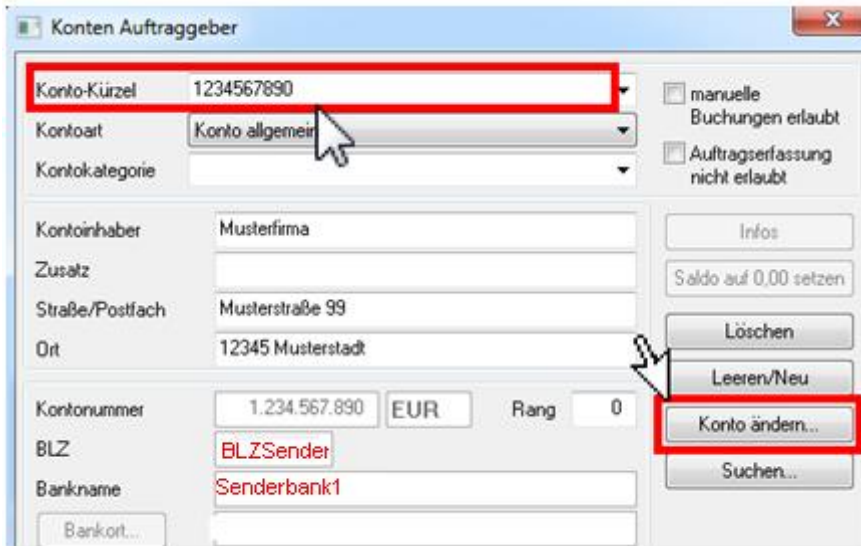 Konten Auftraggeber
Konto-Kürzel 1234567890
manuelle
Buchungen erlaubt
Kontoart Konto allgemein
Auftragserfassung
nicht erlaubt
Kontokategorie
Kontoinhaber Musterfirma
Infos
Zusatz
Saldo auf 0,00 setzen
Straße/Postfach Musterstraße 99
Löschen
Ort 12345 Musterstadt
Leeren/Neu
Kontonummer 1.234.567.890 EUR Rang 0
Konto ändern...
BLZ BLZSender
Suchen...
Bankname Senderbank1
Bankort...